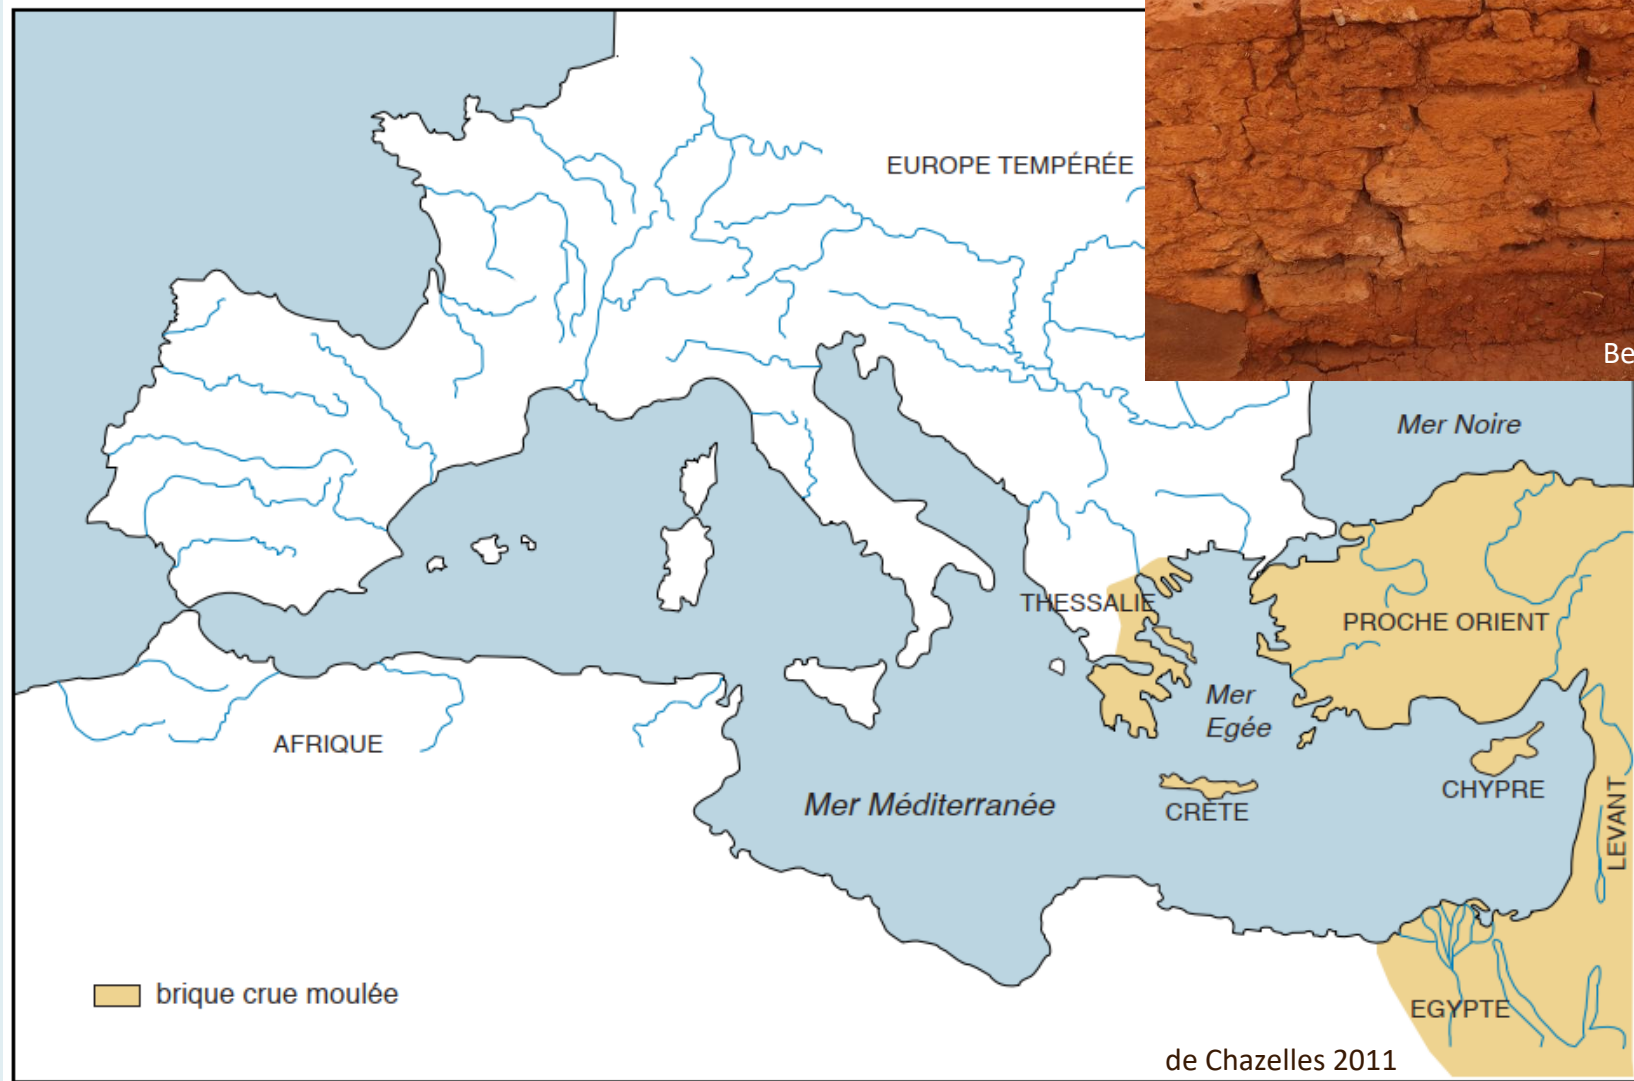 EUROPE TEMPÉRÉE
Mer Noire
THESSALIE
PROCHE ORIENT
Mer
Egée
AFRIQUE
CHYPRE
Mer Méditerranée
CRÈTE
LEVANT
brique crue moulée
EGYPTE
de Chazelles 2011